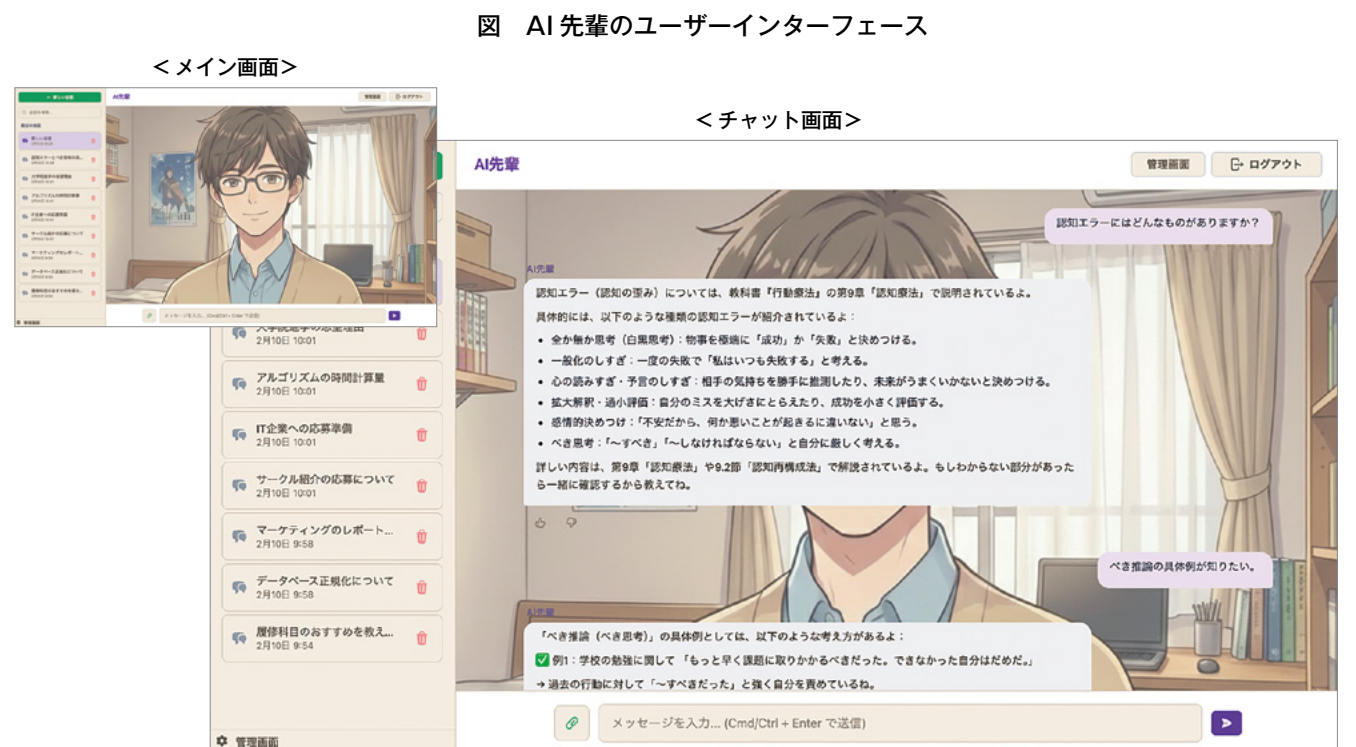 図 AI先輩のユーザーインターフェース
＜メイン画面＞
AI先輩
管理画面
ログアウト
＜チャット画面＞
AI先輩
管理画面
ログアウト
認知エラーにはどんなものがありますか？
AI先輩
認知エラー（認知の歪み）については、教科書『行動療法』の第9章「認知療法」で説明されているよ。
具体的には、以下のような種類の認知エラーが紹介されているよ：
• 全か無か思考（白黒思考）：物事を極端に「成功」か「失敗」と決めつける。
• 一般化のしすぎ：一度の失敗で「私はいつも失敗する」と考える。
• 心の読みすぎ・予言のしすぎ：相手の気持ちを勝手に推測したり、未来がうまくいかないと決めつける。
• 拡大解釈・過小評価：自分のミスを大げさにとらえたり、成功を小さく評価する。
• 感情的決めつけ：「不安だから、何か悪いことが起きるに違いない」と思う。
• べき思考：「〜すべき」「〜しなければならない」と自分に厳しく考える。
詳しい内容は、第9章「認知療法」や9.2節「認知再構成法」で解説されているよ。もしわからない部分があった
ら一緒に確認するから教えてね。
べき推論の具体例が知りたい。
AI先輩
「べき推論（べき思考）」の具体例としては、以下のような考え方があるよ：
✅ 例1：学校の勉強に関して 「もっと早く課題に取りかかるべきだった。できなかった自分はだめだ。」
→ 過去の行動に対して「〜すべきだった」と強く自分を責めているね。
メッセージを入力... (Cmd/Ctrl + Enter で送信)
2月10日 10:01
アルゴリズムの時間計算量
2月10日 10:01
IT企業への応募準備
2月10日 10:01
サークル紹介の応募について
2月10日 10:01
マーケティングのレポート...
2月10日 9:58
データベース正規化について
2月10日 9:58
履修科目のおすすめを教え...
2月10日 9:54
管理画面